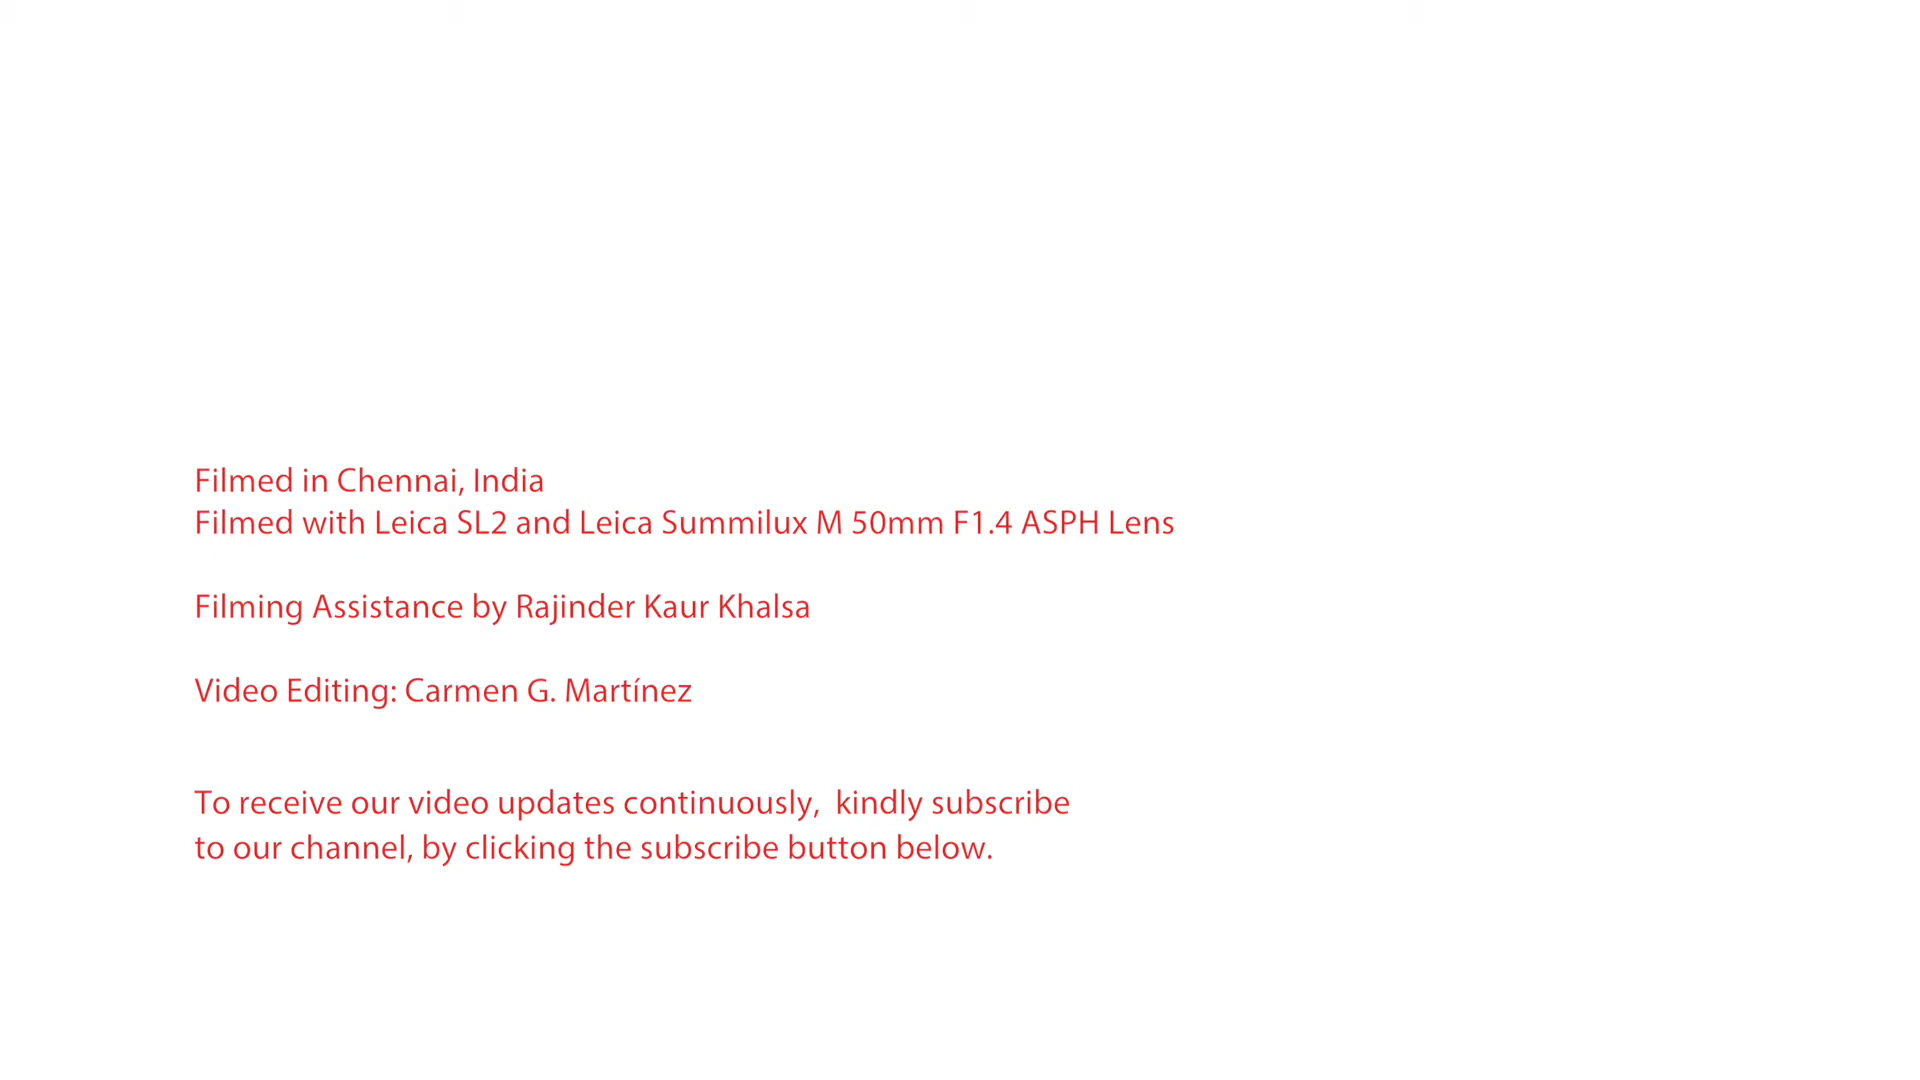 Filmed in Chennai, India
Filmed with Leica SL2 and Leica Summilux M 50mm F1.4 ASPH Lens
Filming Assistance by Rajinder Kaur Khalsa
Video Editing: Carmen G. Martínez
To receive our video updates continuously,  kindly subscribe
to our channel, by clicking the subscribe button below.